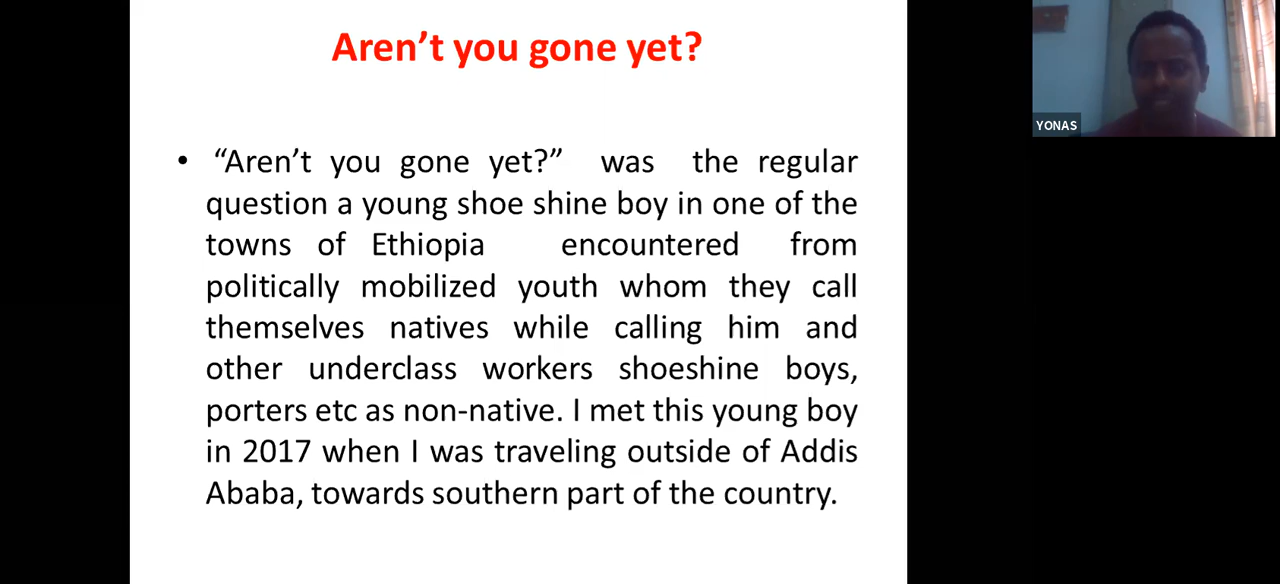 Aren’t you gone yet?
• “Aren’t you gone yet?” was the regular
question a young shoe shine boy in one of the
towns of Ethiopia encountered from
politically mobilized youth whom they call
themselves natives while calling him and
other underclass workers shoeshine boys,
porters etc as non-native. I met this young boy
in 2017 when I was traveling outside of Addis
Ababa, towards southern part of the country.
YONAS